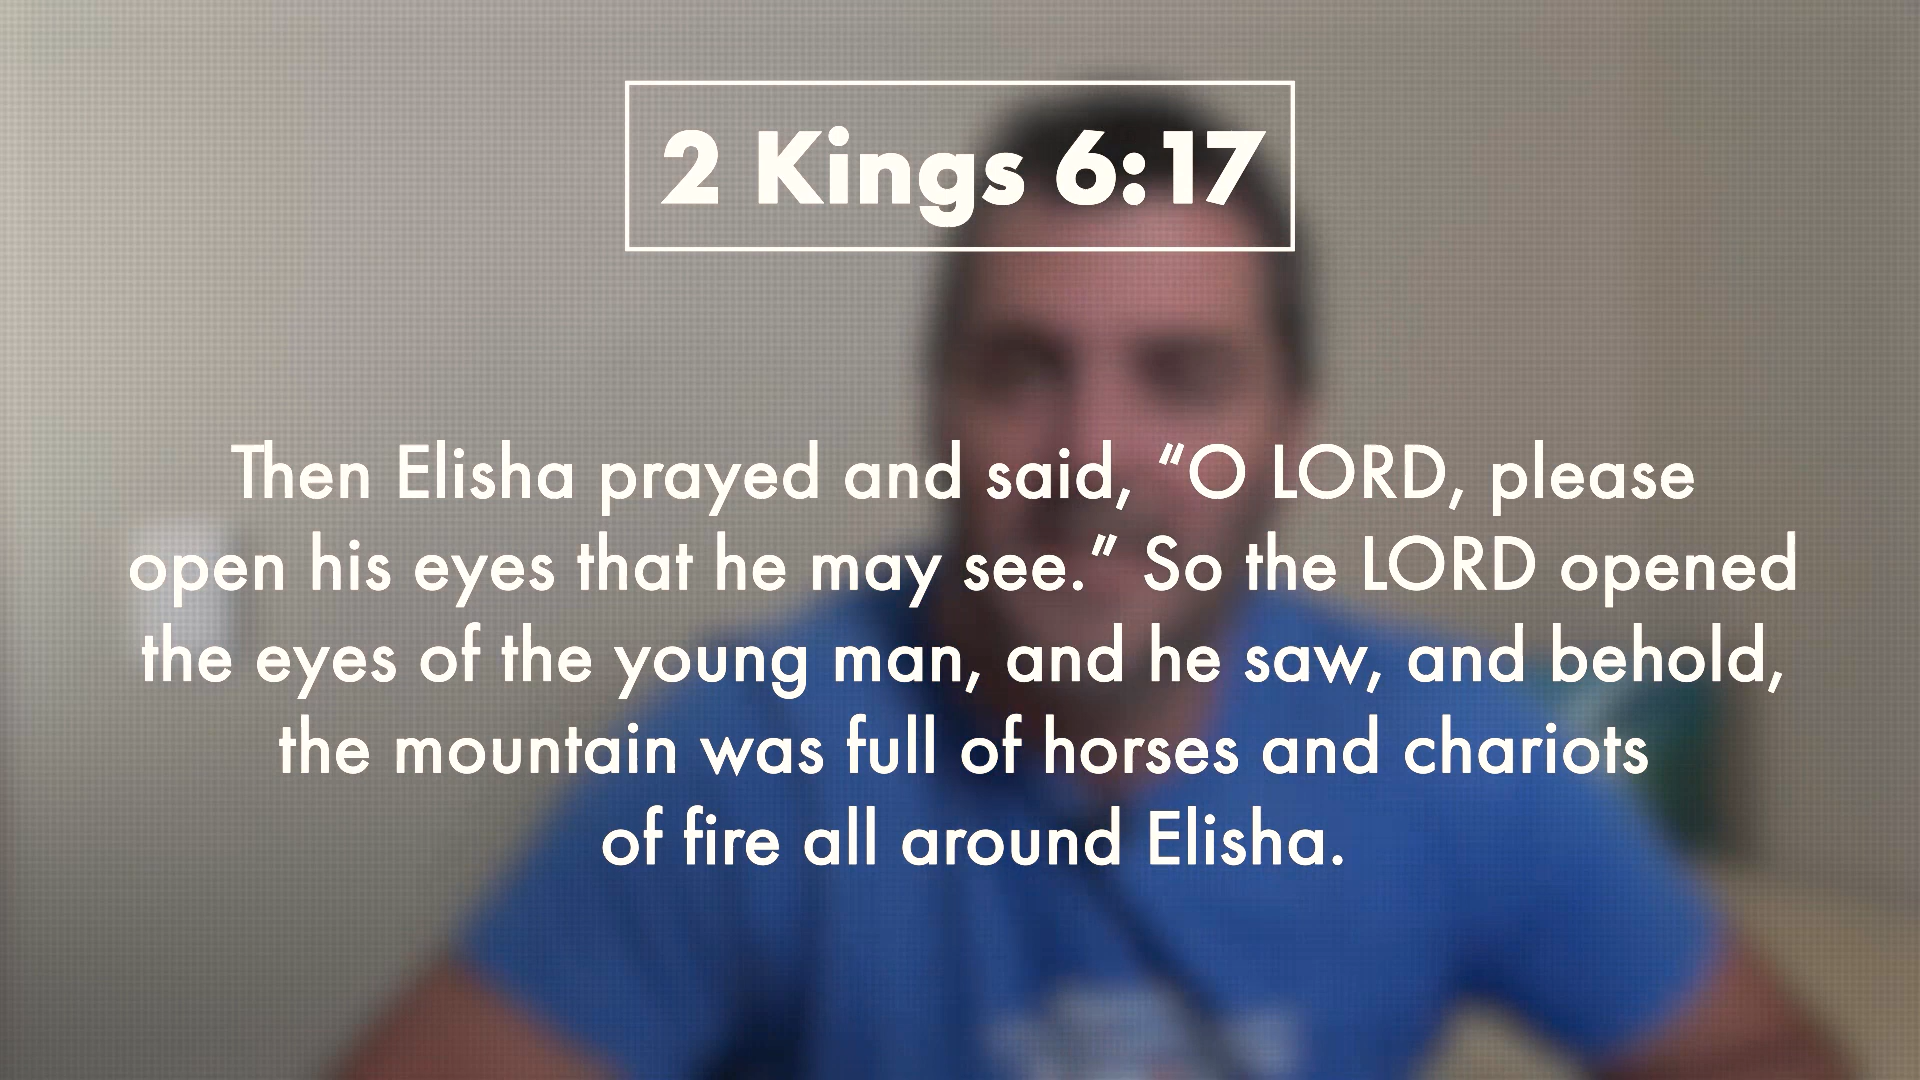 2 Kings 6:17
Then Elisha prayed and said, “O LORD, please
open his eyes that he may see.” So the LORD opened
the eyes of the young man, and he saw, and behold,
the mountain was full of horses and chariots
of fire all around Elisha.